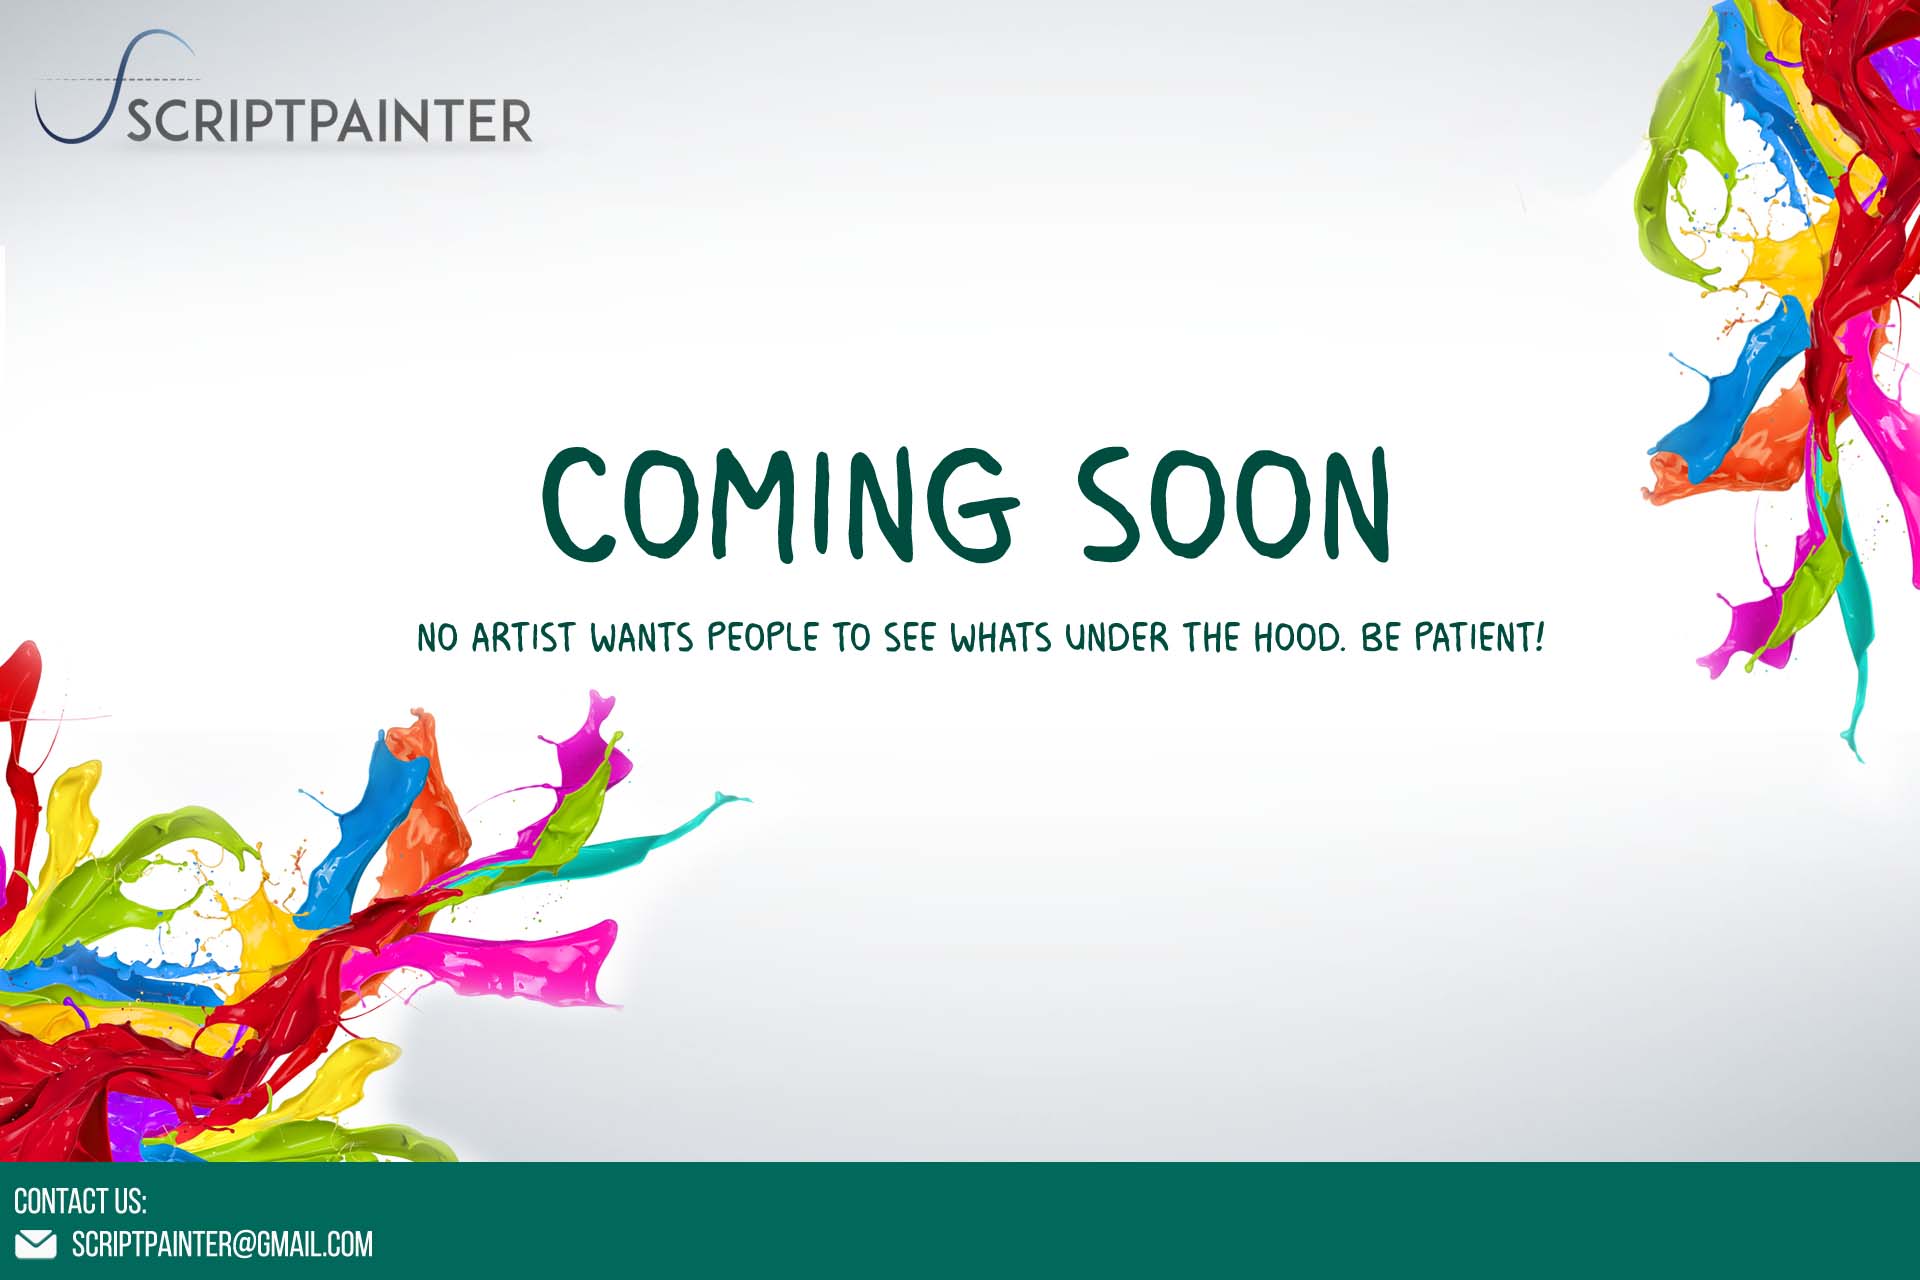 SCRIPTPAINTER
COMING SOON
NO ARTIST WANTS PEOPLE TO SEE WHATS UNDER THE HOOD. BE PATIENT!
CONTACT US:
SCRIPTPAINTER@GMAIL.COM